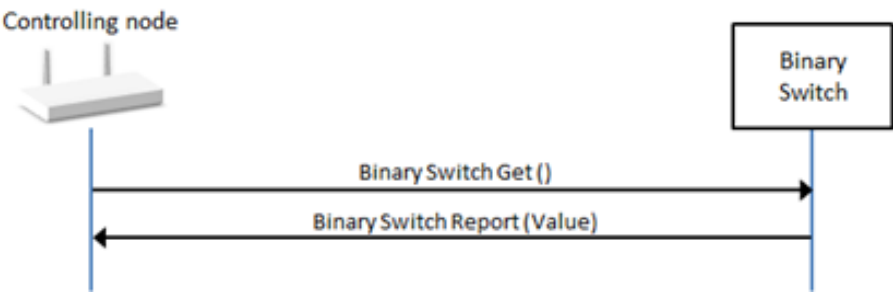 Controlling node
Binary
Switch
Binary Switch Get ()
Binary Switch Report (Value)